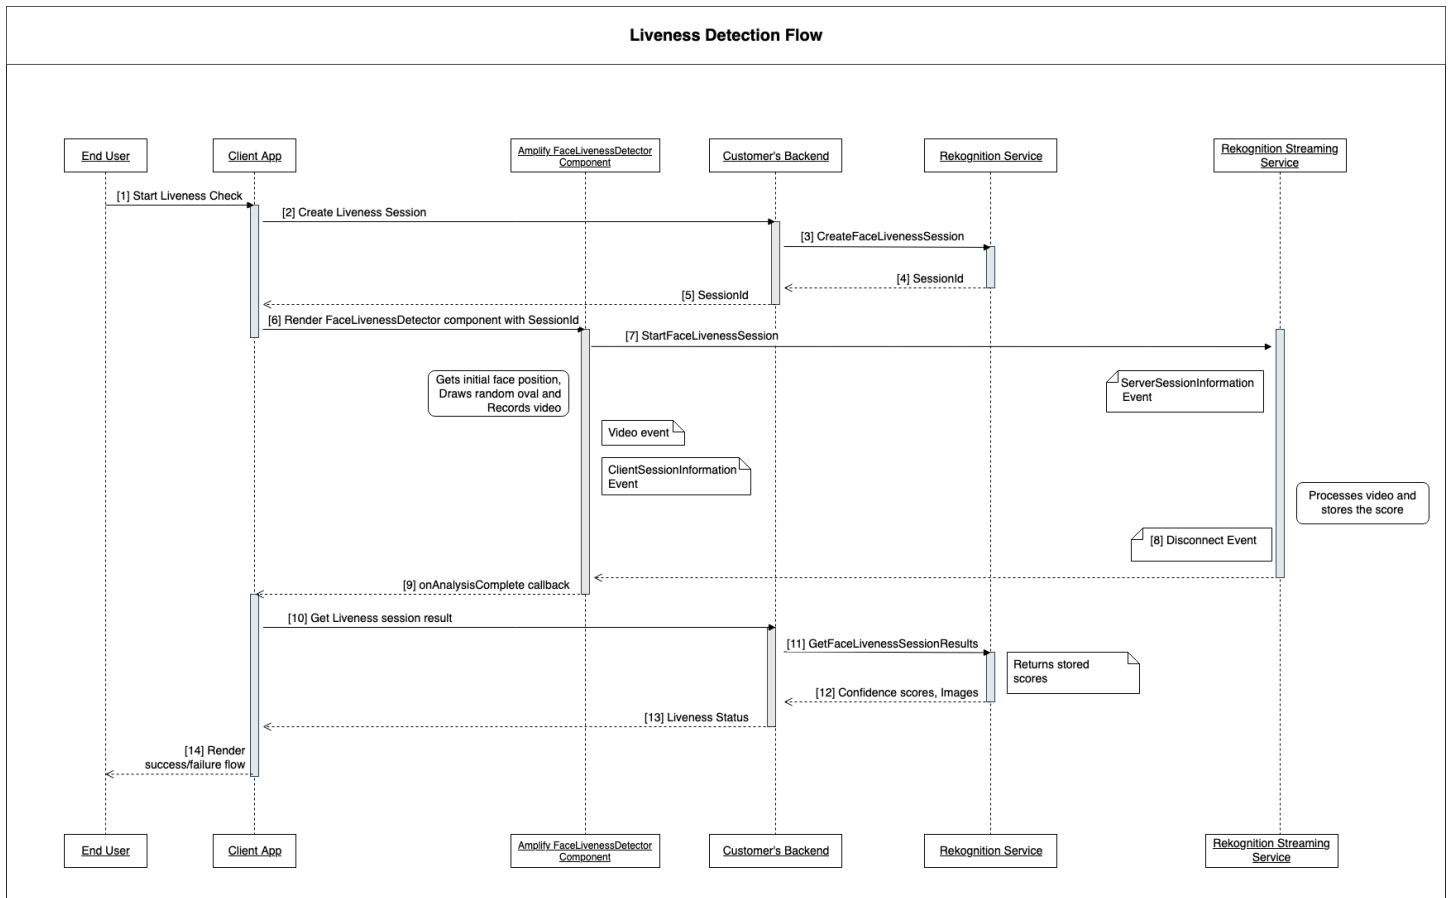 Liveness Detection Flow
End User
Client App
Amplify FaceLivenessDetector
Component
Customer's Backend
Rekognition Service
Rekognition Streaming
Service
[1] Start Liveness Check
[2] Create Liveness Session
[3] CreateFaceLivenessSession
[4] SessionId
[5] SessionId
[6] Render FaceLivenessDetector component with SessionId
[7] StartFaceLivenessSession
Gets initial face position,
Draws random oval and
Records video
ServerSessionInformation
Event
Video event
ClientSessionInformation
Event
Processes video and
stores the score
[8] Disconnect Event
[9] onAnalysisComplete callback
[10] Get Liveness session result
[11] GetFaceLivenessSessionResults
Returns stored
scores
[12] Confidence scores, Images
[13] Liveness Status
[14] Render
success/failure flow
End User
Client App
Amplify FaceLivenessDetector
Component
Customer's Backend
Rekognition Service
Rekognition Streaming
Service